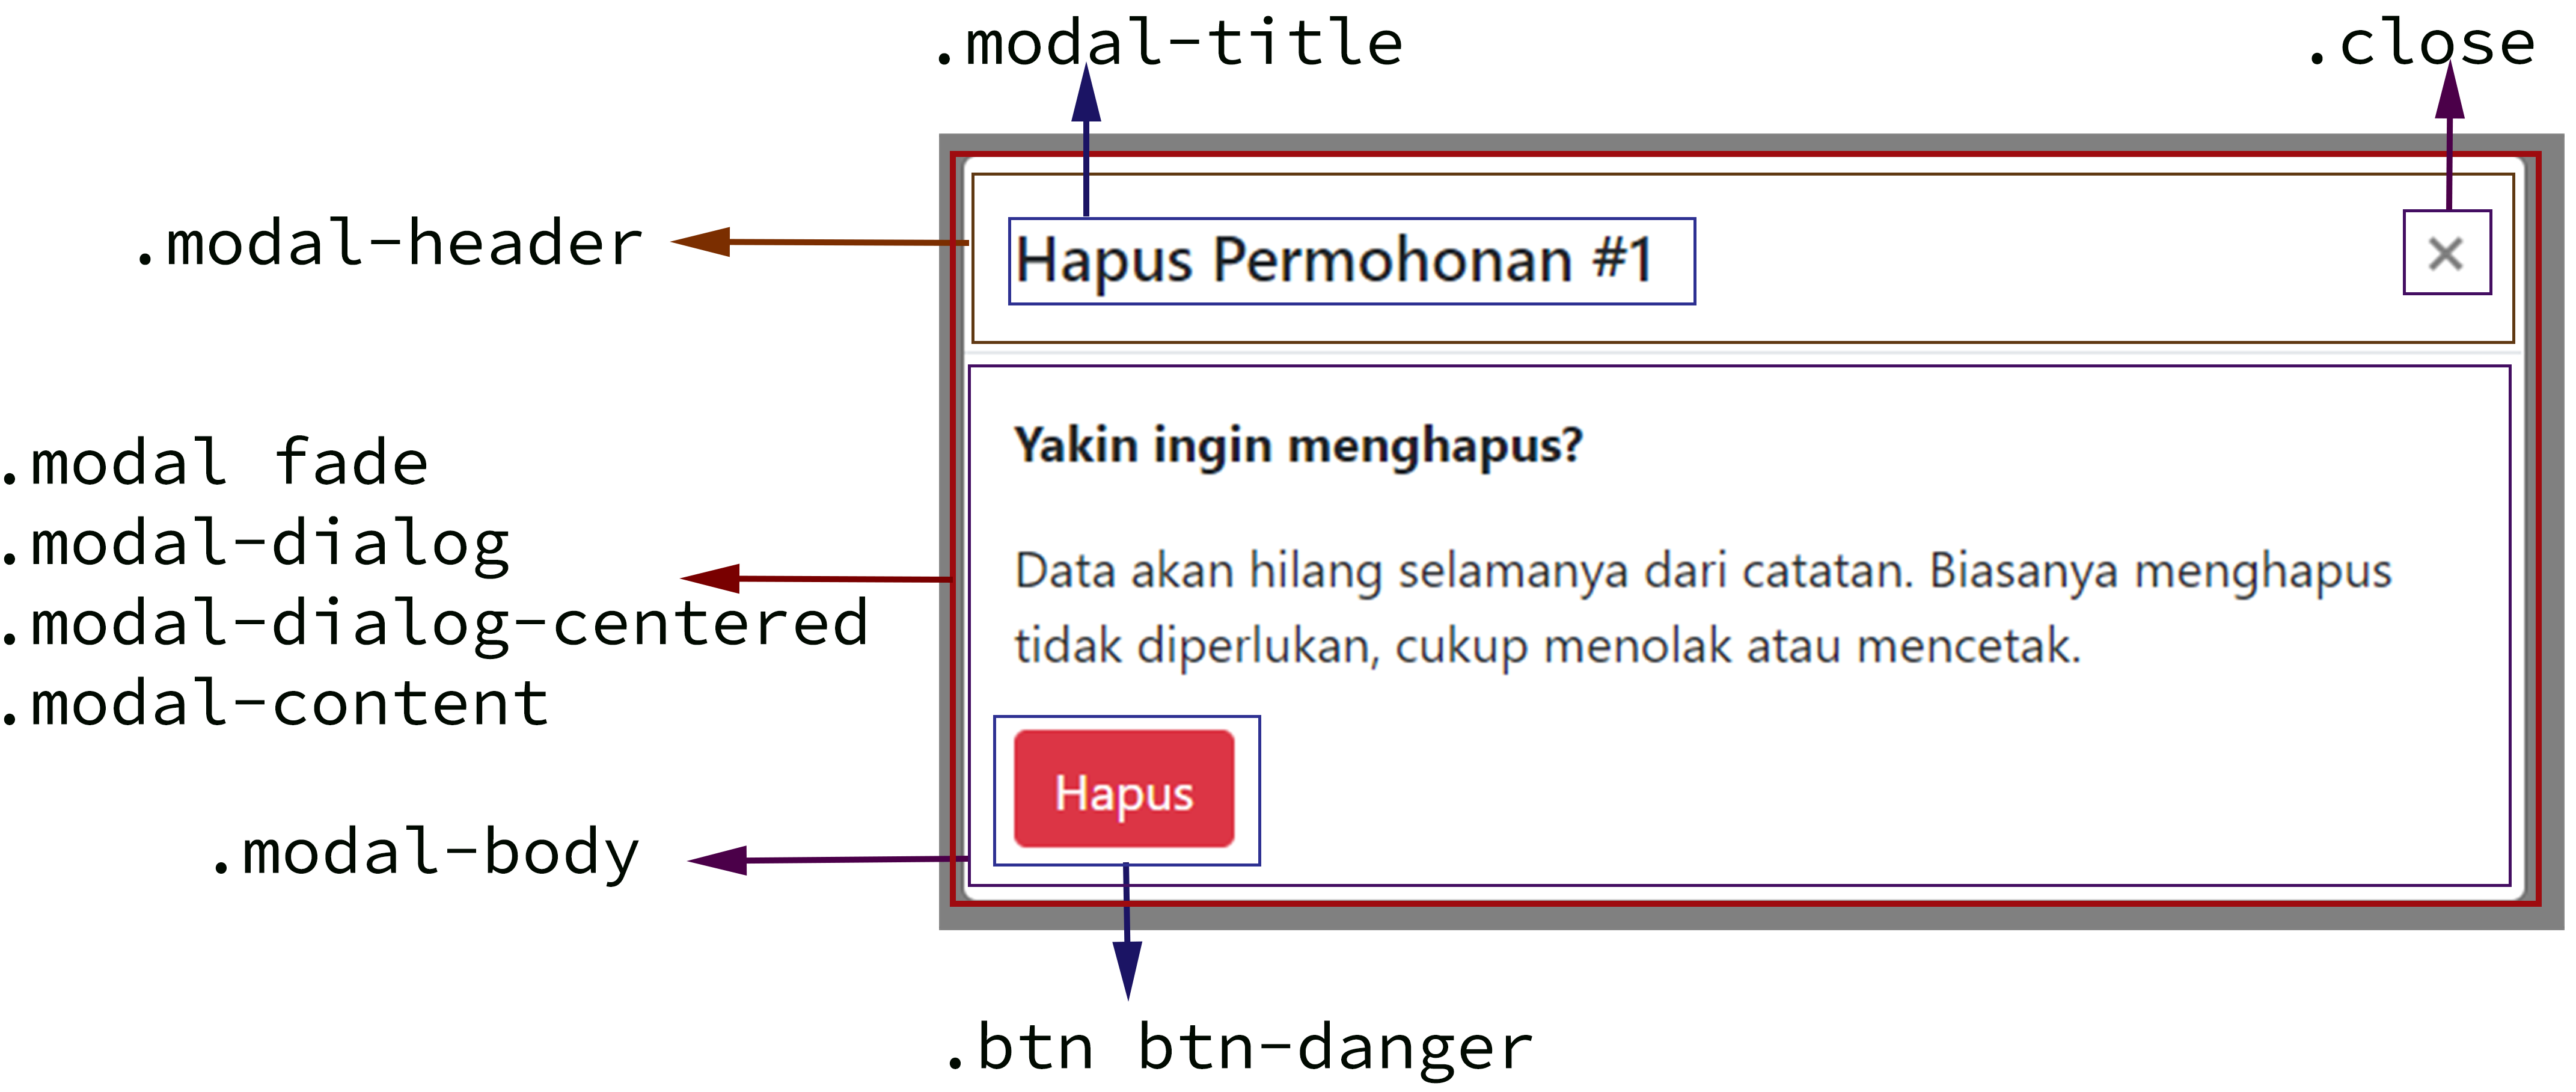 .modal-title
.close
.modal-header
Hapus Permohonan #1
×
.modal fade
.modal-dialog
.modal-dialog-centered
.modal-content
Yakin ingin menghapus?
Data akan hilang selamanya dari catatan. Biasanya menghapus
tidak diperlukan, cukup menolak atau mencetak.
Hapus
.modal-body
.btn btn-danger